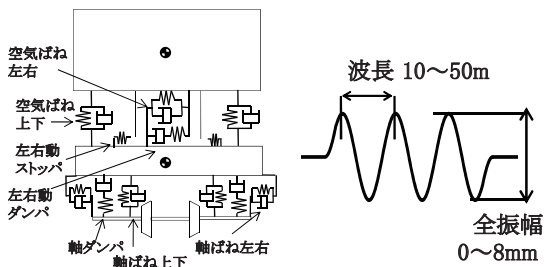 空気ばね
左右
空気ばね
上下
左右動
ストッパ
左右動
ダンパ
軸ダンパ
軸ばね上下
軸ばね左右
波長 10～50m
全振幅
0～8mm